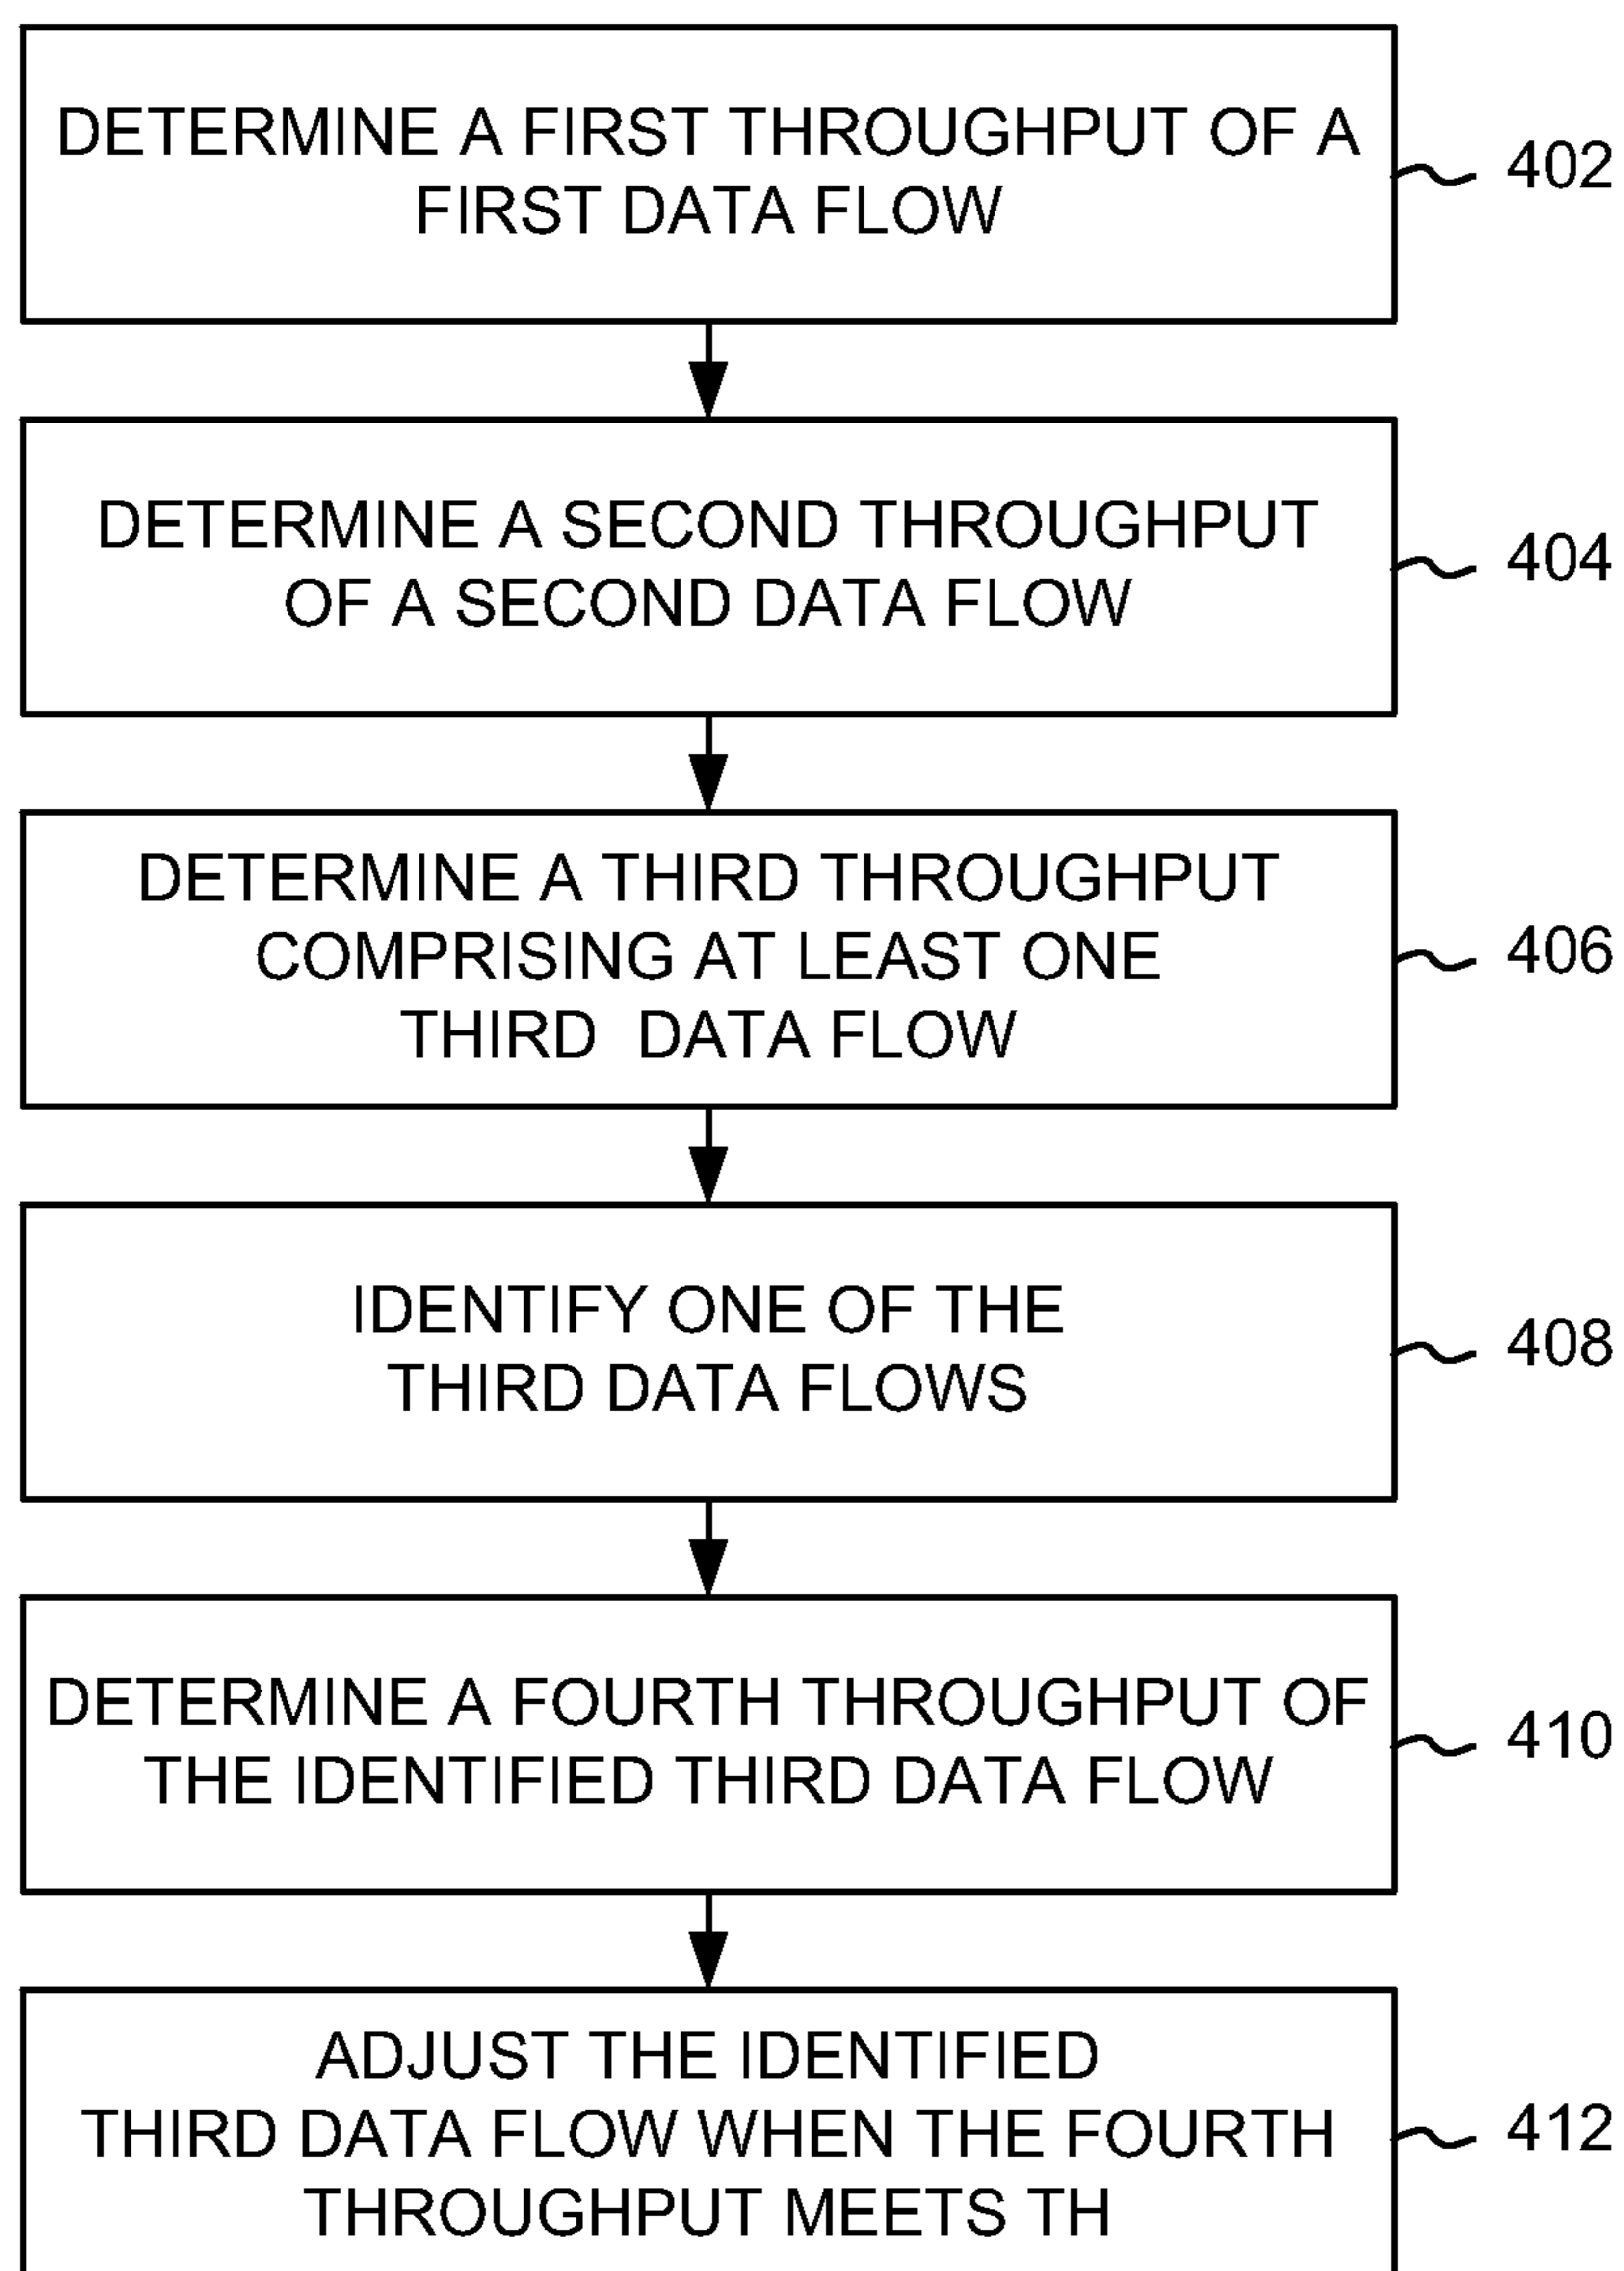 DETERMINE A FIRST THROUGHPUT OF A
FIRST DATA FLOW
402
DETERMINE A SECOND THROUGHPUT
OF A SECOND DATA FLOW
404
DETERMINE A THIRD THROUGHPUT
COMPRISING AT LEAST ONE
THIRD DATA FLOW
406
IDENTIFY ONE OF THE
THIRD DATA FLOWS
408
DETERMINE A FOURTH THROUGHPUT OF
THE IDENTIFIED THIRD DATA FLOW
410
ADJUST THE IDENTIFIED
THIRD DATA FLOW WHEN THE FOURTH
THROUGHPUT MEETS TH
412